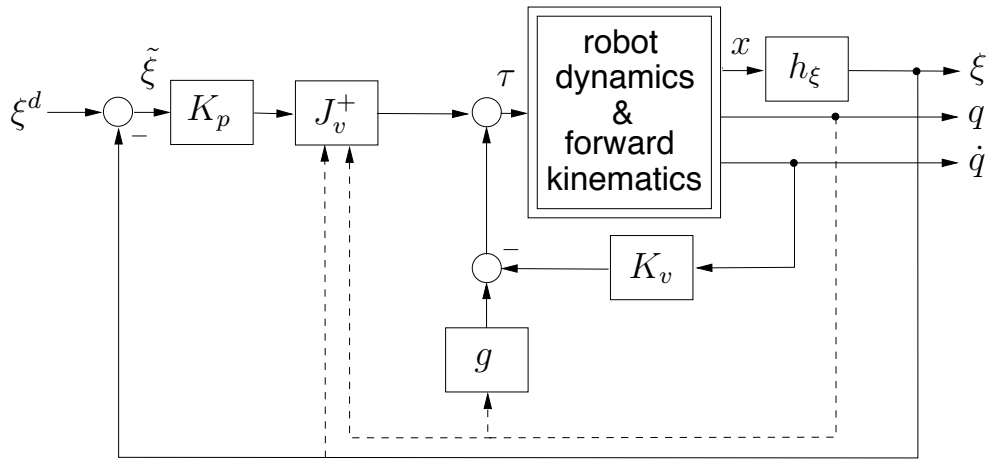 ξ^d
ξ̃
−
K_p
J_v^+
τ
robot
dynamics
&
forward
kinematics
x
h_ξ
ξ
q
q̇
−
K_v
g